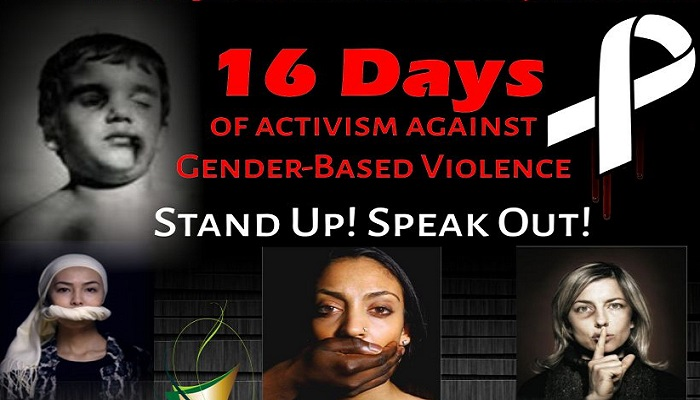 16 Days
OF ACTIVISM AGAINST
GENDER-BASED VIOLENCE
STAND UP! SPEAK OUT!